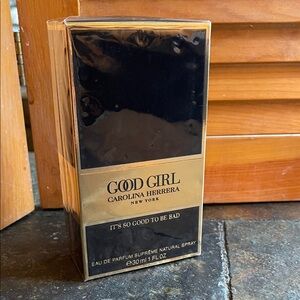 GOOD GIRL
CAROLINA HERRERA
NEW YORK
IT'S SO GOOD TO BE BAD
EAU DE PARFUM SUPRÊME NATURAL SPRAY
℮30 ml 1 FL OZ